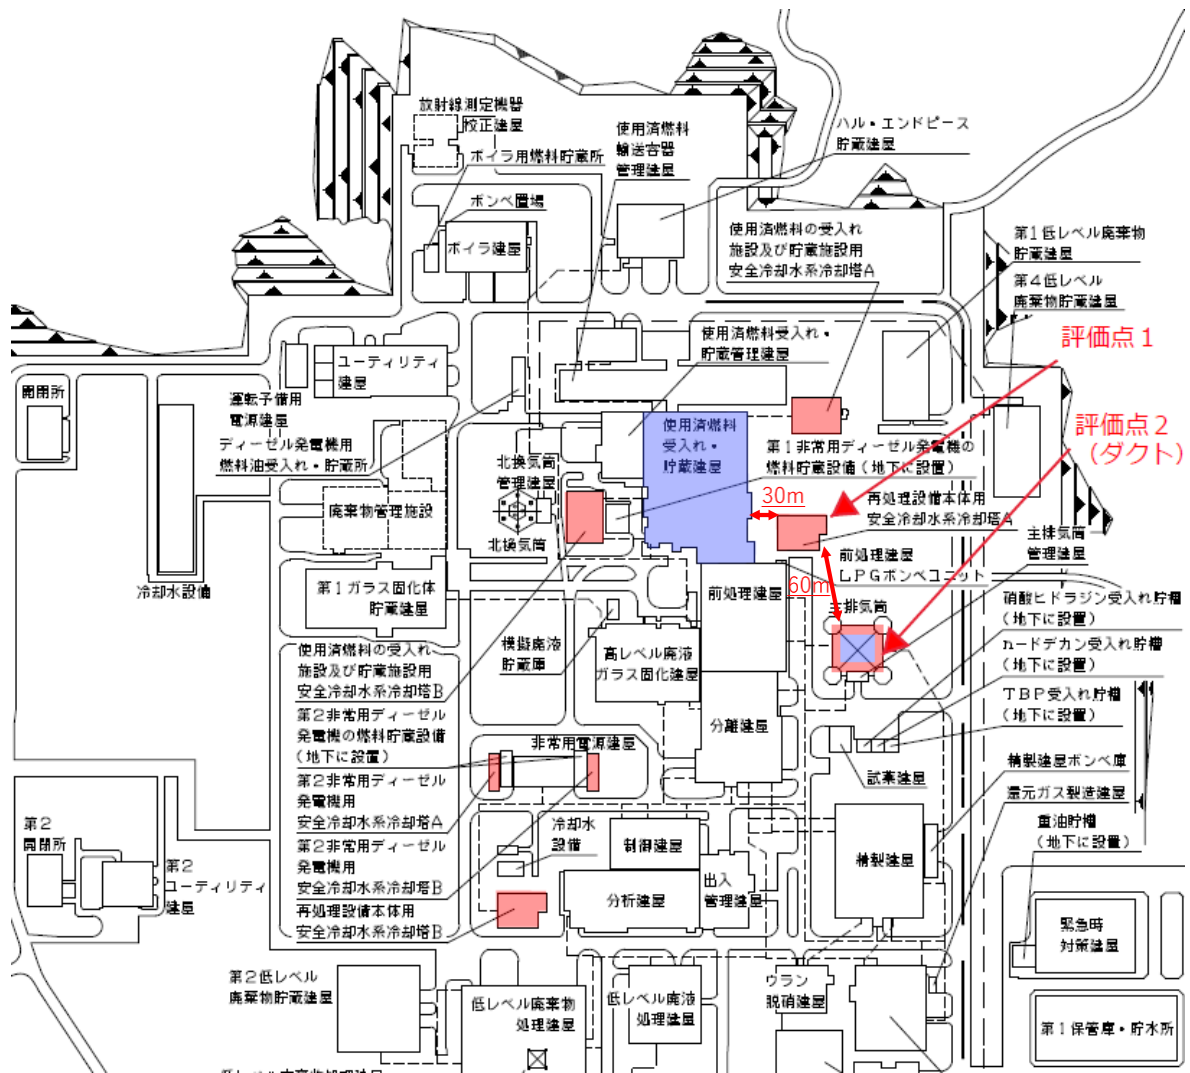 放射線測定機器
校正建屋
ボイラ用燃料貯蔵所
ボンベ置場
ボイラ建屋
使用済燃料
輸送容器
管理建屋
ハル・エンドピース
貯蔵建屋
使用済燃料の受入れ
施設及び貯蔵施設用
安全冷却水系冷却塔A
第1低レベル廃棄物
貯蔵建屋
第4低レベル
廃棄物貯蔵建屋
評価点1
使用済燃料受入れ・
貯蔵管理建屋
ユーティリティ
建屋
開閉所
運転予備用
電源建屋
ディーゼル発電機用
燃料油受入れ・貯蔵所
使用済燃料
受入れ・
貯蔵建屋
評価点2
(ダクト)
第1非常用ディーゼル発電機の
燃料貯蔵設備(地下に設置)
北換気筒
管理建屋
30m
再処理設備本体用
安全冷却水系冷却塔A
廃棄物管理施設
北換気筒
主排気筒
管理建屋
前処理建屋
LPGボンベユニット
冷却水設備
第1ガラス固化体
貯蔵建屋
前処理建屋
60m
主排気筒
硝酸ヒドラジン受入れ貯槽
(地下に設置)
模擬廃液
貯蔵庫
高レベル廃液
ガラス固化建屋
n-ドデカン受入れ貯槽
(地下に設置)
使用済燃料の受入れ
施設及び貯蔵施設用
安全冷却水系冷却塔B
TBP受入れ貯槽
(地下に設置)
第2非常用ディーゼル
発電機の燃料貯蔵設備
(地下に設置)
非常用電源建屋
分離建屋
試薬建屋
精製建屋ボンベ庫
第2非常用ディーゼル
発電機用
安全冷却水系冷却塔A
還元ガス製造建屋
重油貯槽
(地下に設置)
第2
開閉所
冷却水
設備
第2非常用ディーゼル
発電機用
安全冷却水系冷却塔B
制御建屋
精製建屋
第2
ユーティリティ
建屋
出入
管理建屋
分析建屋
再処理設備本体用
安全冷却水系冷却塔B
緊急時
対策建屋
第2低レベル
廃棄物貯蔵建屋
低レベル廃棄物
処理建屋
低レベル廃液
処理建屋
ウラン
脱硝建屋
第1保管庫・貯水所